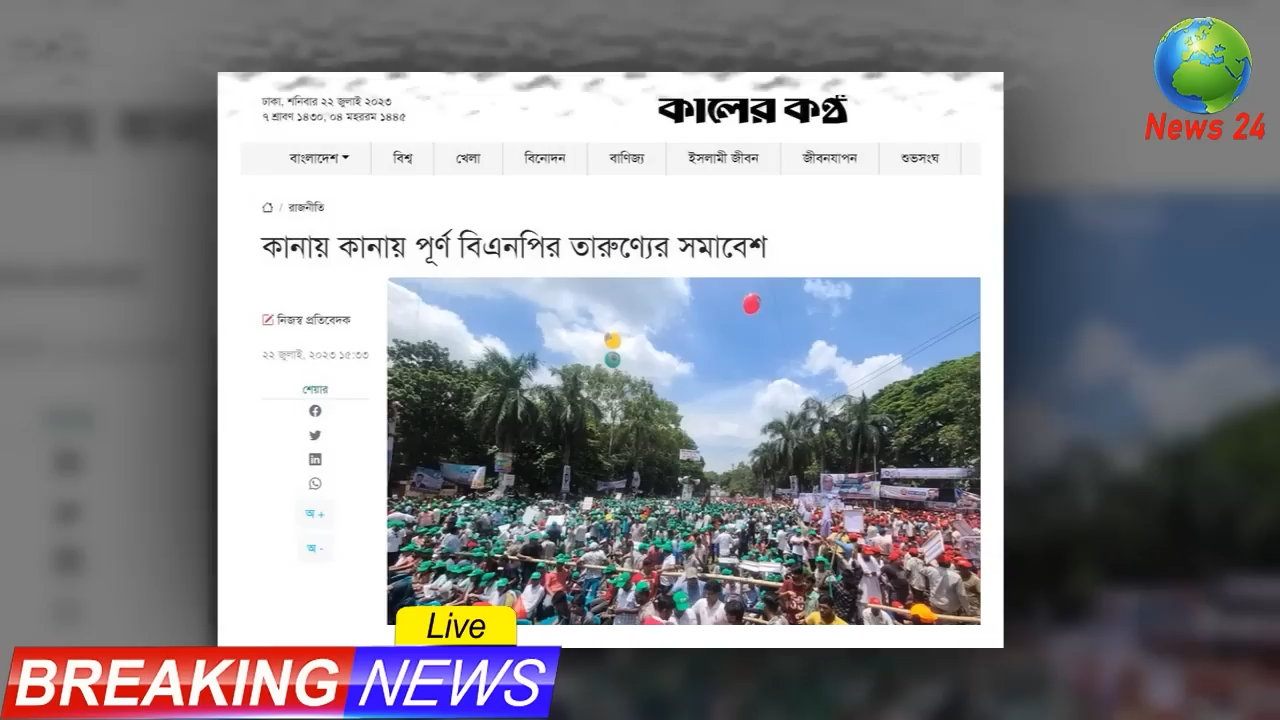 ঢাকা, শনিবার ২২ জুলাই ২০২৩
৭ শ্রাবণ ১৪৩০, ০৪ মহররম ১৪৪৫
কালের কণ্ঠ
News 24
বাংলাদেশ বিশ্ব খেলা বিনোদন বাণিজ্য ইসলামী জীবন জীবনযাপন শুভসংঘ
/ রাজনীতি
কানায় কানায় পূর্ণ বিএনপির তারুণ্যের সমাবেশ
নিজস্ব প্রতিবেদক
২২ জুলাই, ২০২৩ ১৫:৩৩
শেয়ার
অ +
অ -
Live
BREAKING NEWS